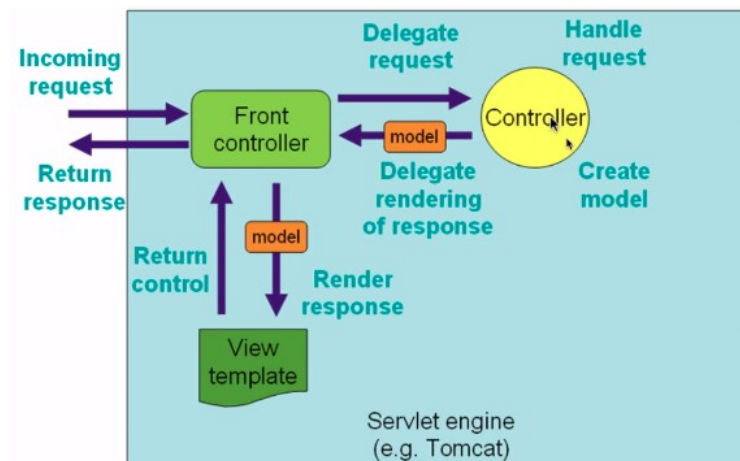 Incoming
request
Return
response
Front
controller
Delegate
request
Handle
request
Controller
model
Delegate
rendering
of response
Create
model
model
Return
control
Render
response
View
template
Servlet engine
(e.g. Tomcat)